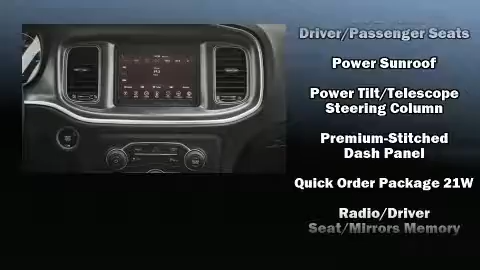 Driver/Passenger Seats
Power Sunroof
Power Tilt/Telescope
Steering Column
Premium-Stitched
Dash Panel
Quick Order Package 21W
Radio/Driver
Seat/Mirrors Memory